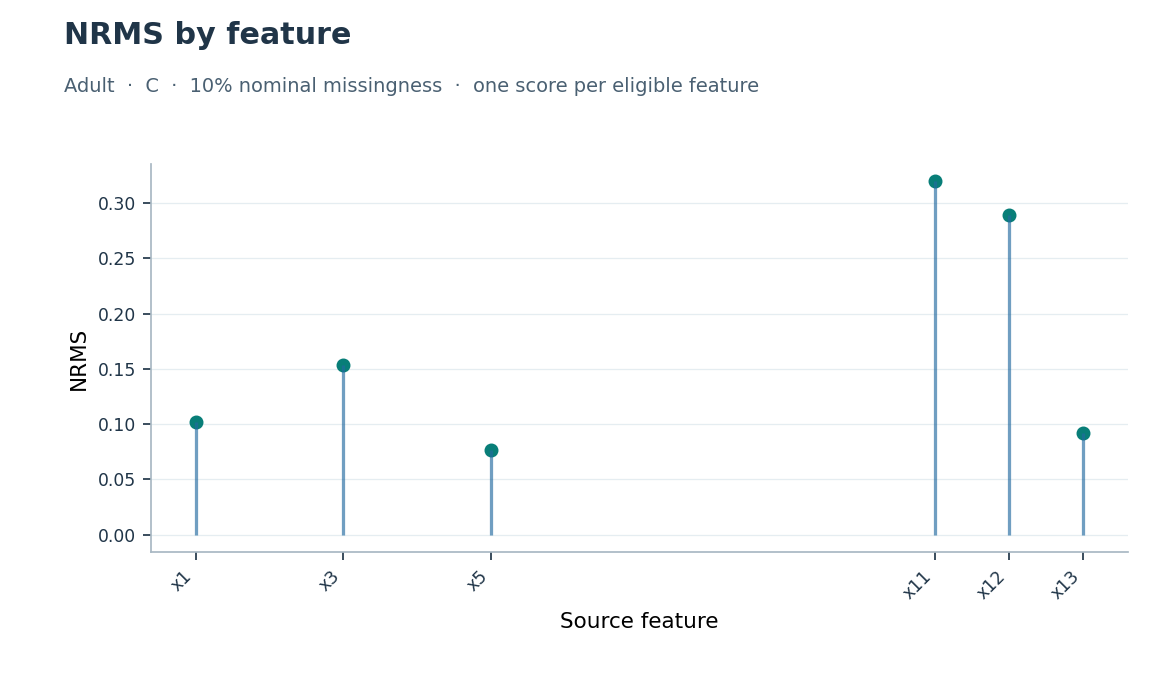 NRMS by feature
Adult · C · 10% nominal missingness · one score per eligible feature
NRMS
0.30
0.25
0.20
0.15
0.10
0.05
0.00
x1 x3 x5 x11 x12 x13
Source feature